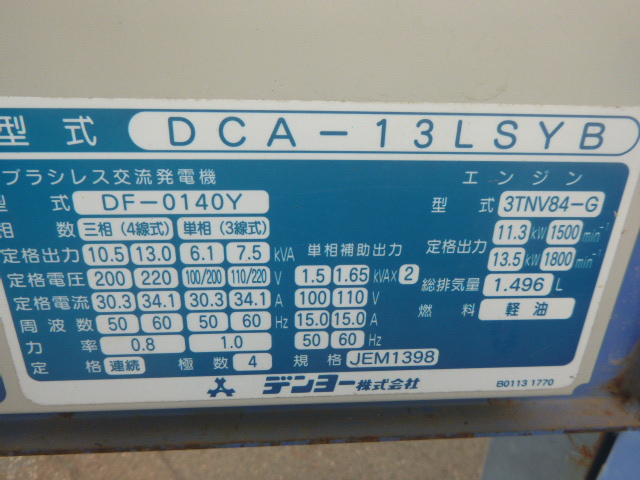 型式 DCA-13LSYB
ブラシレス交流発電機
型式 DF-0140Y
相数 三相(4線式) 単相(3線式)
定格出力 10.5 13.0 6.1 7.5 kVA
定格電圧 200 220 100/200 110/220 V
定格電流 30.3 34.1 30.3 34.1 A
周波数 50 60 50 60 Hz
力率 0.8 1.0
定格 連続 極数 4 規格 JEM1398
単相補助出力
1.5 1.65 kVA×2
100 110 V
15.0 15.0 A
50 60 Hz
エンジン
型式 3TNV84-G
定格出力 11.3 kW 1500 min⁻¹
13.5 kW 1800 min⁻¹
総排気量 1.496 L
燃料 軽油
デンヨー株式会社
B0113 1770